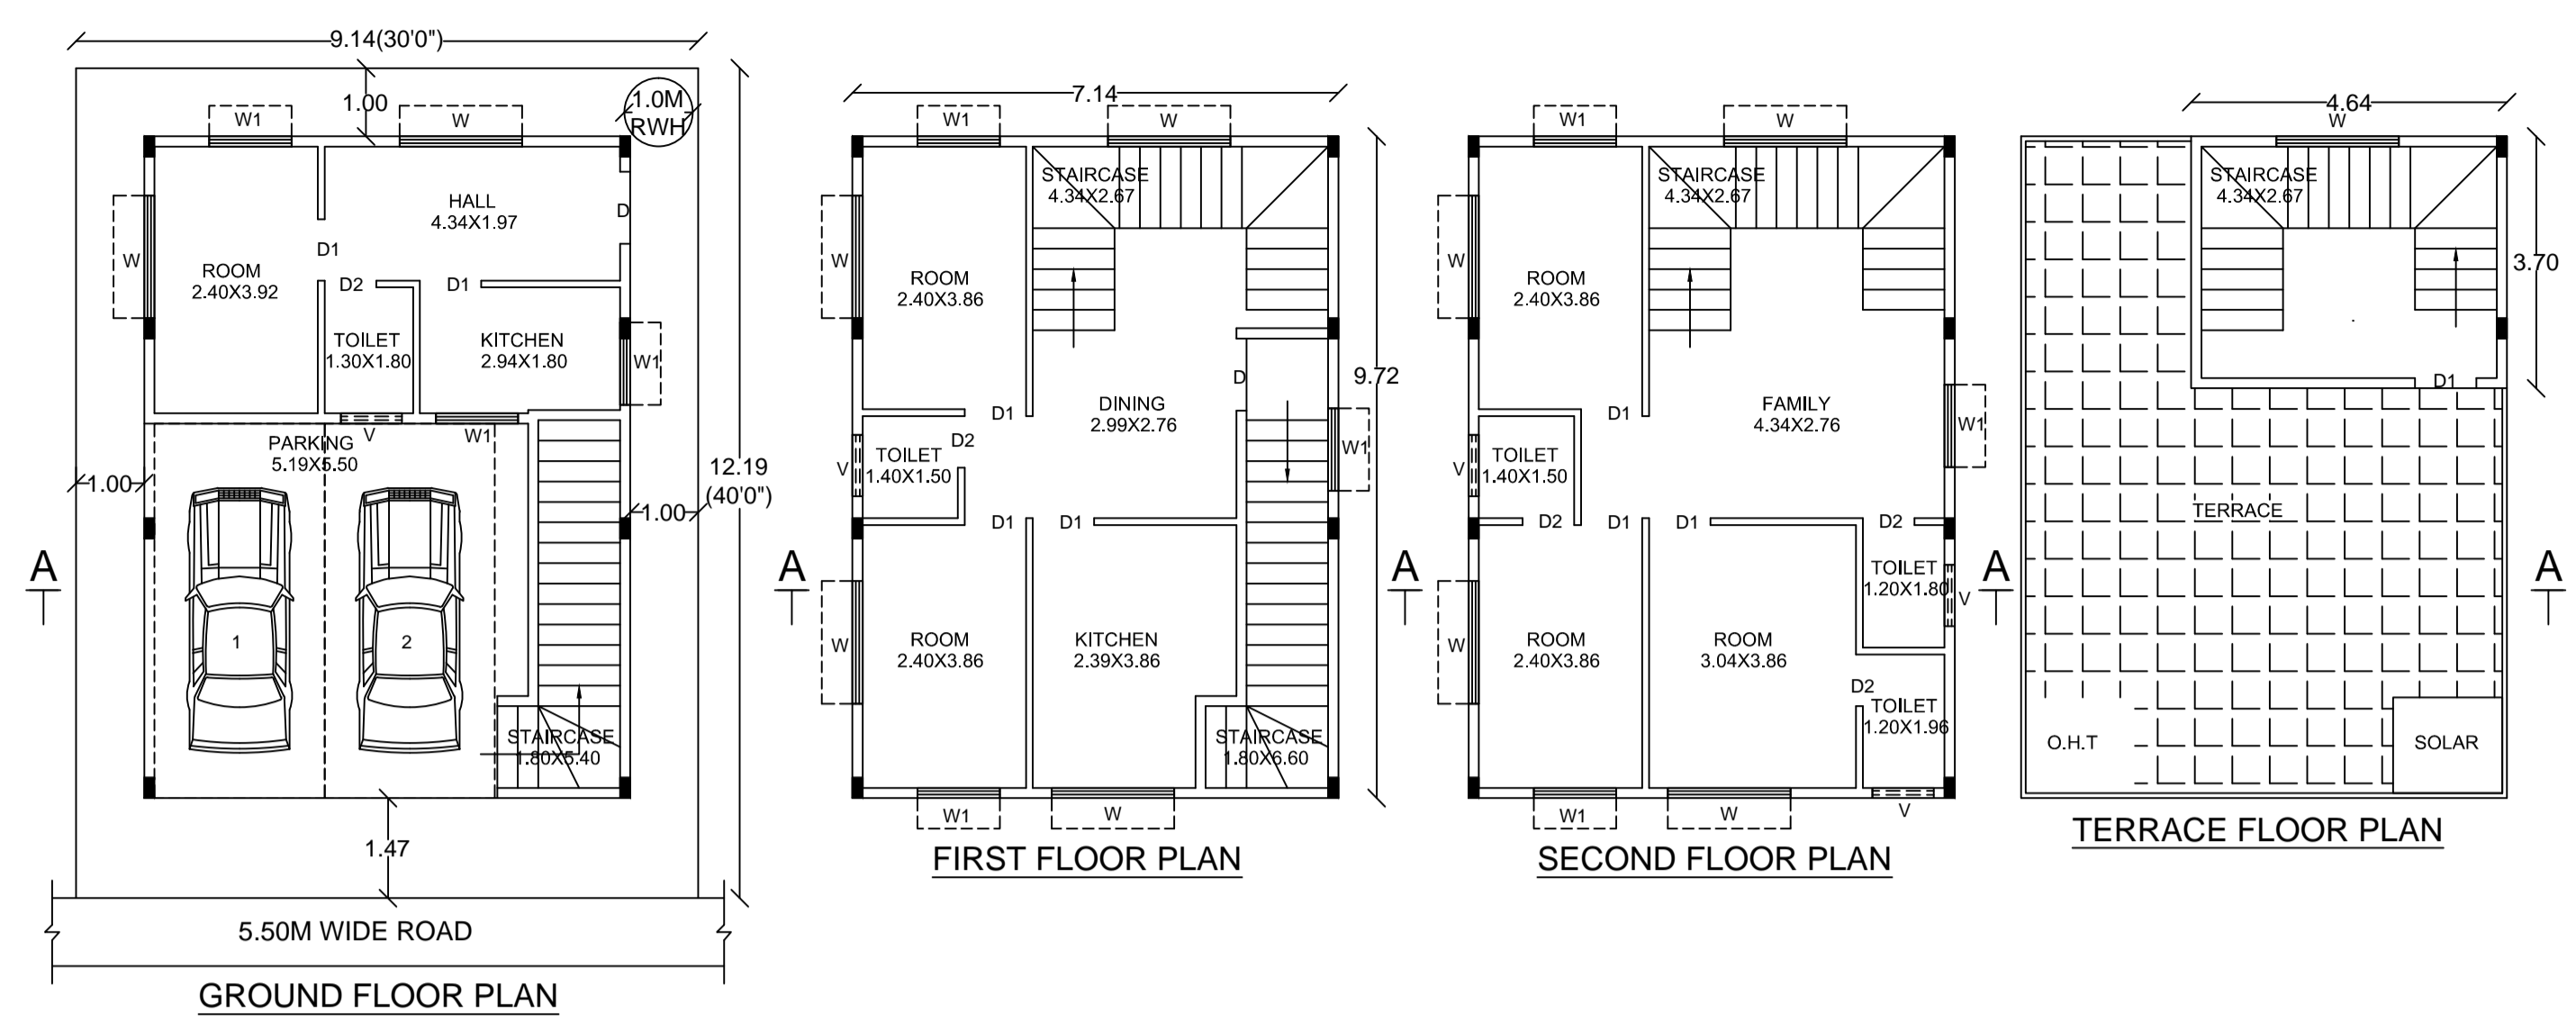 9.14(30'0")
1.00
1.0M
RWH
W1
W
HALL
4.34X1.97
D
D1
W
ROOM
2.40X3.92
D2
D1
TOILET
1.30X1.80
KITCHEN
2.94X1.80
W1
V
W1
PARKING
5.19X5.50
1.00
1.00
12.19
(40'0")
A
1
2
STAIRCASE
1.80X5.40
1.47
5.50M WIDE ROAD
GROUND FLOOR PLAN
7.14
W1
W
STAIRCASE
4.34X2.67
W
ROOM
2.40X3.86
D
9.72
DINING
2.99X2.76
D1
D2
V
TOILET
1.40X1.50
W1
D1
D1
A
W
ROOM
2.40X3.86
KITCHEN
2.39X3.86
STAIRCASE
1.80X6.60
W1
W
FIRST FLOOR PLAN
W1
W
STAIRCASE
4.34X2.67
W
ROOM
2.40X3.86
FAMILY
4.34X2.76
D1
W1
V
TOILET
1.40X1.50
D2
D1
D1
D2
A
TOILET
1.20X1.80
V
W
ROOM
2.40X3.86
ROOM
3.04X3.86
D2
TOILET
1.20X1.96
W1
W
V
SECOND FLOOR PLAN
4.64
W
STAIRCASE
4.34X2.67
3.70
D1
TERRACE
A
A
O.H.T
SOLAR
TERRACE FLOOR PLAN